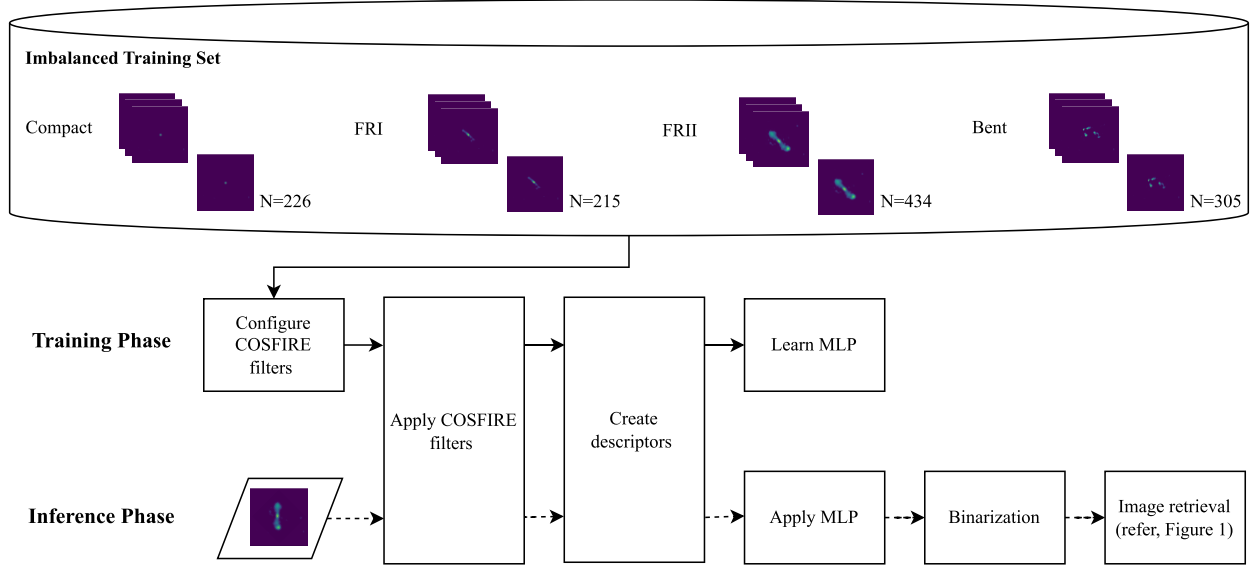 Imbalanced Training Set
Compact
N=226
FRI
N=215
FRII
N=434
Bent
N=305
Training Phase
Configure
COSFIRE
filters
Apply COSFIRE
filters
Create
descriptors
Learn MLP
Inference Phase
Apply MLP
Binarization
Image retrieval
(refer, Figure 1)